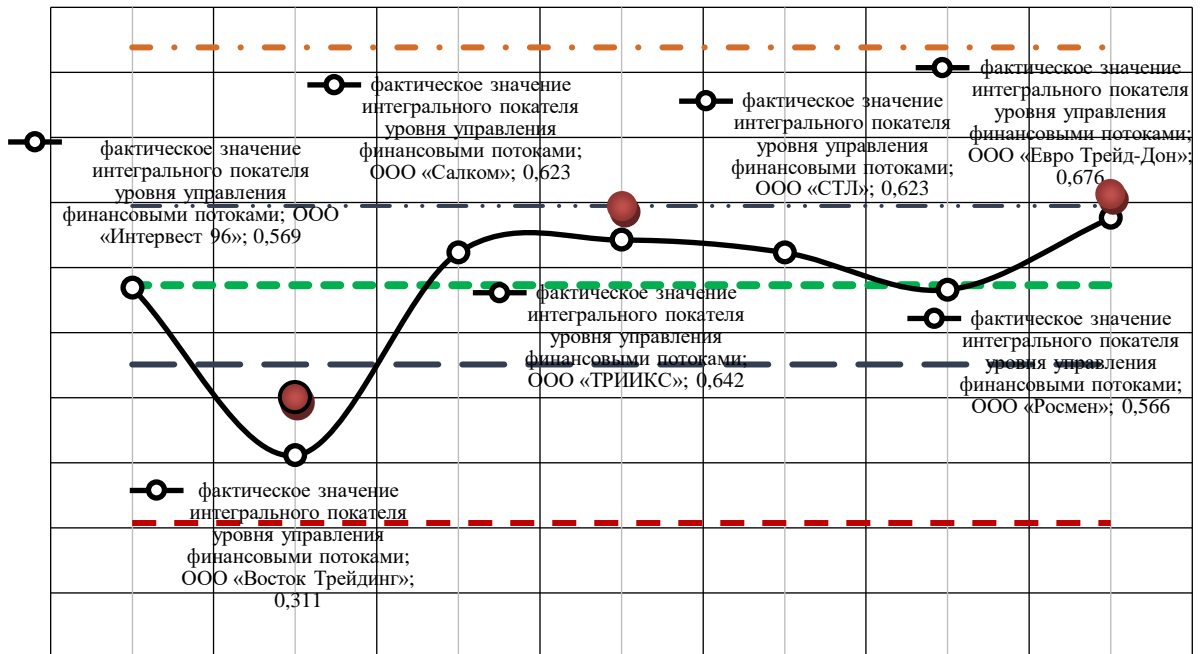 фактическое значение
интегрального покателя
уровня управления
финансовыми потоками; ООО
«Интервест 96»; 0,569
фактическое значение
интегрального покателя
уровня управления
финансовыми потоками;
ООО «Салком»; 0,623
фактическое значение
интегрального покателя
уровня управления
финансовыми потоками;
ООО «СТЛ»; 0,623
фактическое значение
интегрального покателя
уровня управления
финансовыми потоками;
ООО «Евро Трейд-Дон»;
0,676
фактическое значение
интегрального покателя
уровня управления
финансовыми потоками;
ООО «ТРИИКС»; 0,642
фактическое значение
интегрального покателя
уровня управления
финансовыми потоками;
ООО «Росмен»; 0,566
фактическое значение
интегрального покателя
уровня управления
финансовыми потоками;
ООО «Восток Трейдинг»;
0,311